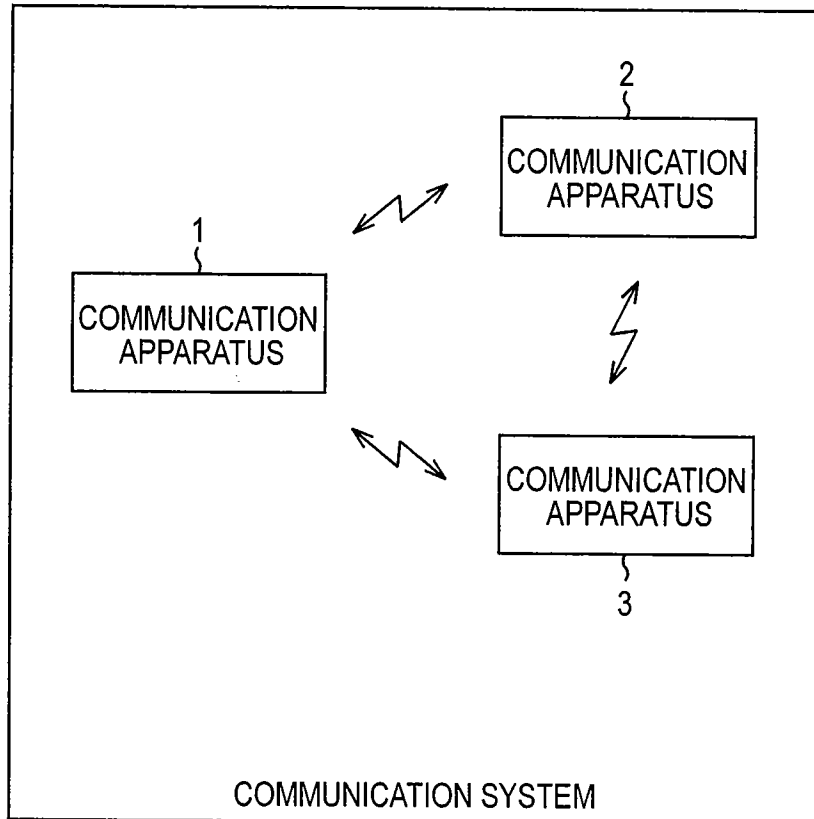 2
COMMUNICATION
APPARATUS
1
COMMUNICATION
APPARATUS
COMMUNICATION
APPARATUS
3
COMMUNICATION SYSTEM